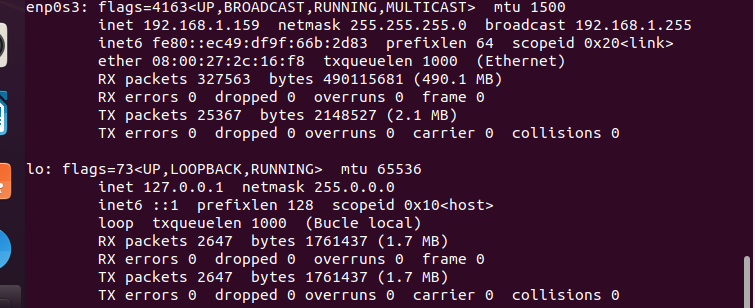 enp0s3: flags=4163<UP,BROADCAST,RUNNING,MULTICAST>  mtu 1500
        inet 192.168.1.159  netmask 255.255.255.0  broadcast 192.168.1.255
        inet6 fe80::ec49:df9f:66b:2d83  prefixlen 64  scopeid 0x20<link>
        ether 08:00:27:2c:16:f8  txqueuelen 1000  (Ethernet)
        RX packets 327563  bytes 490115681 (490.1 MB)
        RX errors 0  dropped 0  overruns 0  frame 0
        TX packets 25367  bytes 2148527 (2.1 MB)
        TX errors 0  dropped 0 overruns 0  carrier 0  collisions 0

lo: flags=73<UP,LOOPBACK,RUNNING>  mtu 65536
        inet 127.0.0.1  netmask 255.0.0.0
        inet6 ::1  prefixlen 128  scopeid 0x10<host>
        loop  txqueuelen 1000  (Bucle local)
        RX packets 2647  bytes 1761437 (1.7 MB)
        RX errors 0  dropped 0  overruns 0  frame 0
        TX packets 2647  bytes 1761437 (1.7 MB)
        TX errors 0  dropped 0 overruns 0  carrier 0  collisions 0